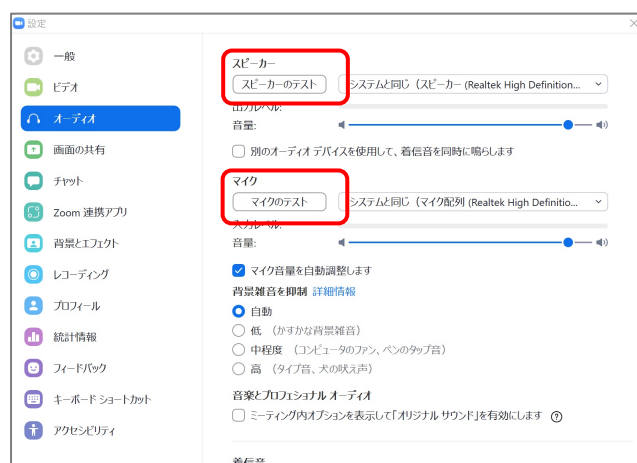 設定
一般
ビデオ
オーディオ
画面の共有
チャット
Zoom 連携アプリ
背景とエフェクト
レコーディング
プロフィール
統計情報
フィードバック
キーボード ショートカット
アクセシビリティ
スピーカー
スピーカーのテスト システムと同じ (スピーカー (Realtek High Definition...
出力レベル:
音量:
別のオーディオ デバイスを使用して、着信音を同時に鳴らします
マイク
マイクのテスト システムと同じ (マイク配列 (Realtek High Definitio...
入力レベル:
音量:
マイク音量を自動調整します
背景雑音を抑制 詳細情報
自動
低 (かすかな背景雑音)
中程度 (コンピュータのファン、ペンのタップ音)
高 (タイプ音、犬の吠え声)
音楽とプロフェショナル オーディオ
ミーティング内オプションを表示して「オリジナル サウンド」を有効にします
着信音